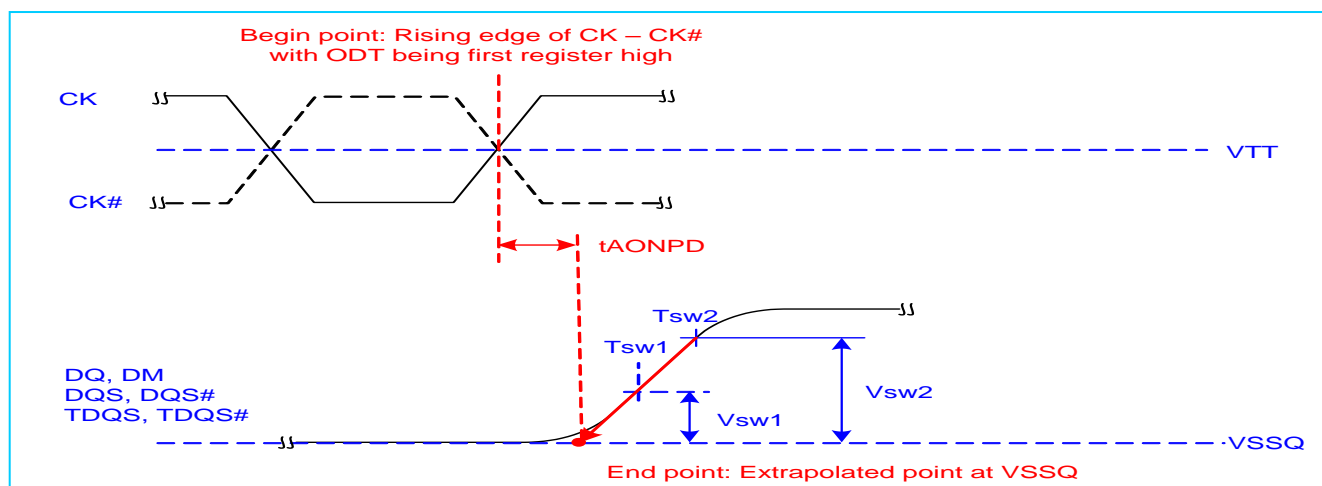 Begin point: Rising edge of CK – CK#
with ODT being first register high
CK
VTT
CK#
tAONPD
Tsw2
Tsw1
DQ, DM
DQS, DQS#
TDQS, TDQS#
Vsw2
Vsw1
VSSQ
End point: Extrapolated point at VSSQ